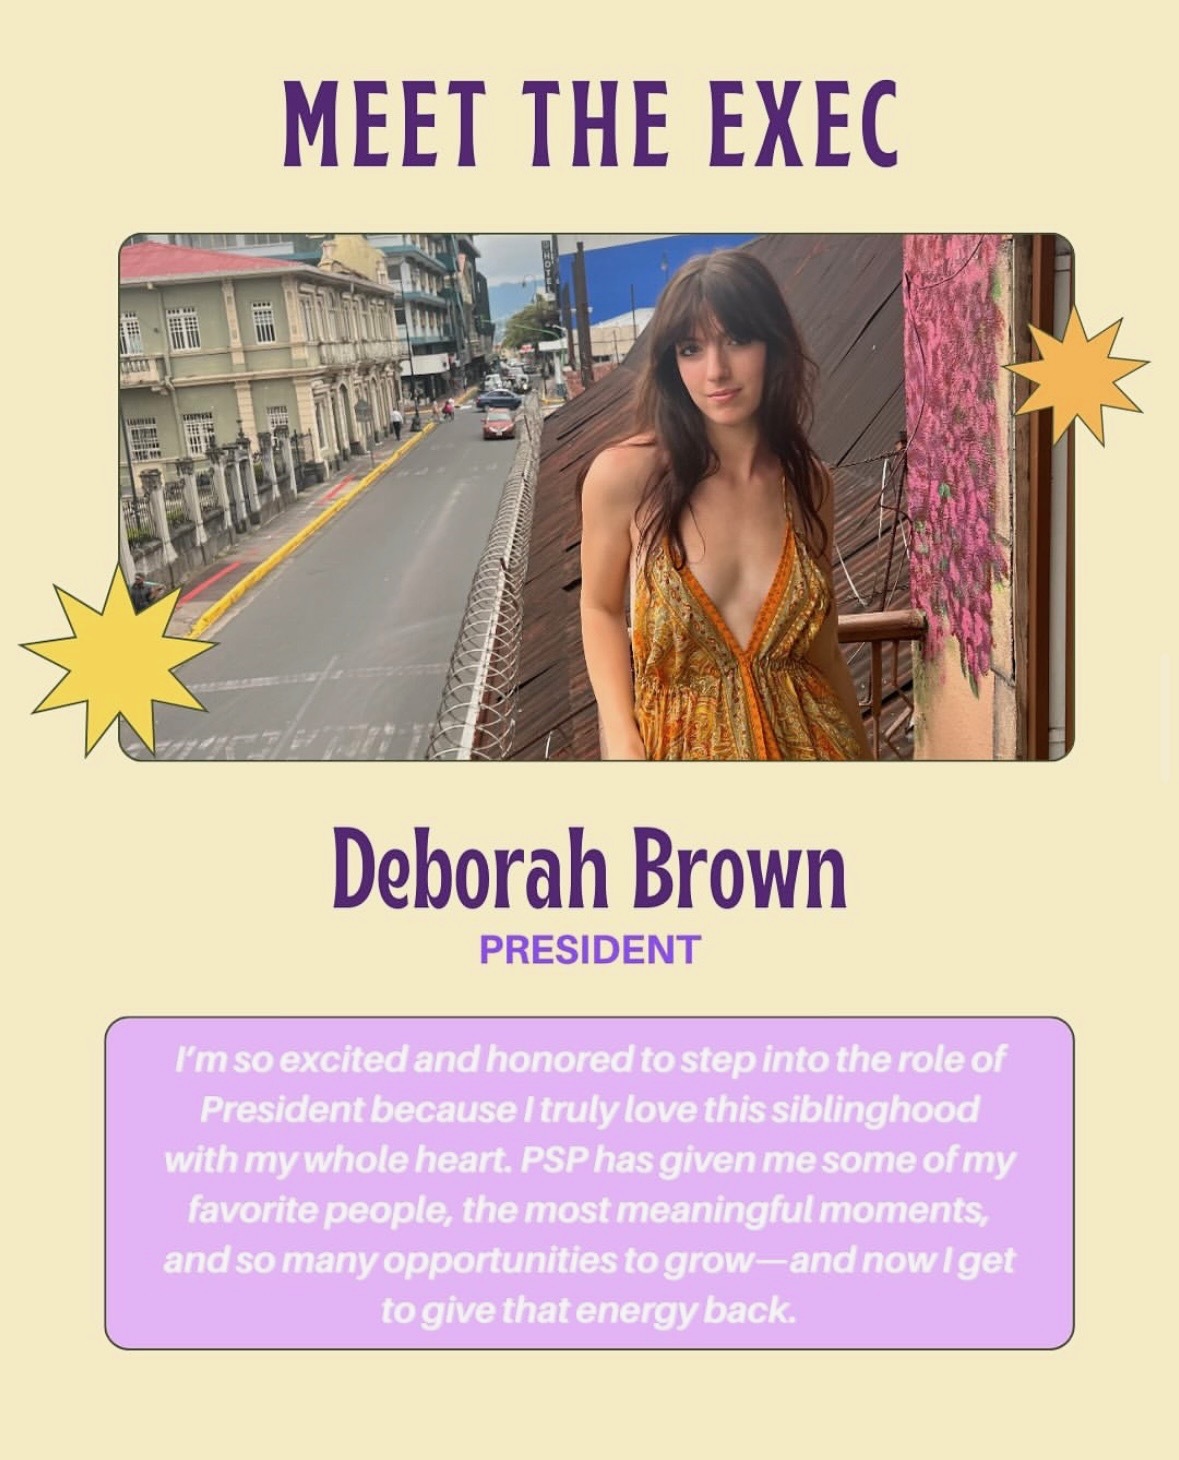 MEET THE EXEC
HOTEL
Deborah Brown
PRESIDENT
I'm so excited and honored to step into the role of
President because I truly love this siblinghood
with my whole heart. PSP has given me some of my
favorite people, the most meaningful moments,
and so many opportunities to grow—and now I get
to give that energy back.